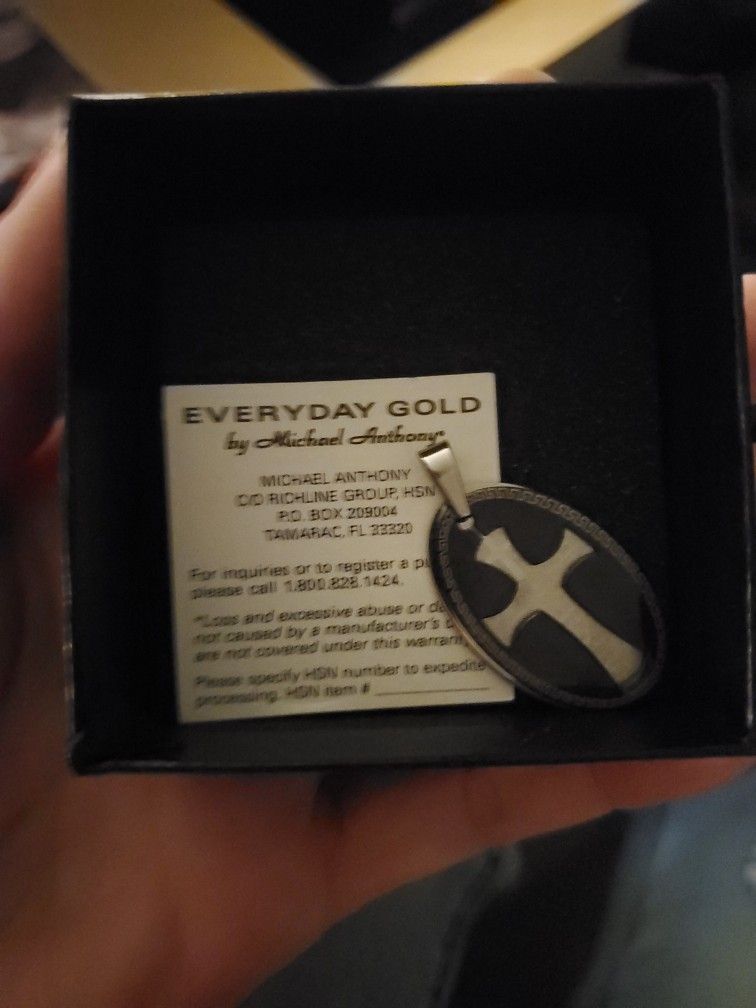 EVERYDAY GOLD
by Michael Anthony®
MICHAEL ANTHONY
C/O RICHLINE GROUP, HSN
P.O. BOX 209004
TAMARAC, FL 33320
For inquiries or to register a
please call 1.800.828.1424.
*Loss and excessive abuse or
not caused by a manufacturer's
are not covered under this
Please specify HSN number to expedite
processing. HSN item #